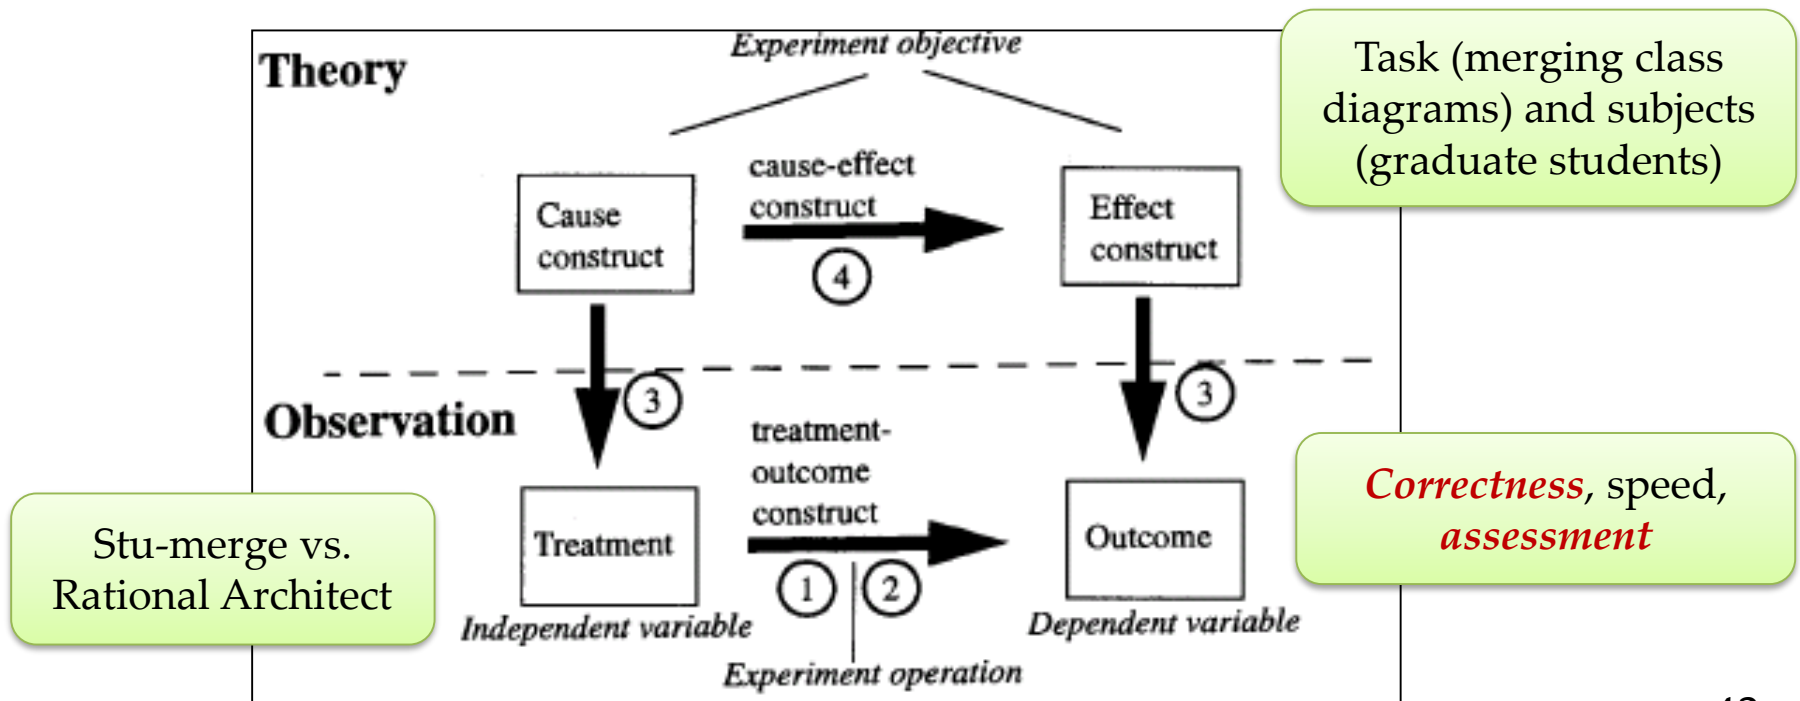 Experiment objective
Theory
Task (merging class
diagrams) and subjects
(graduate students)
cause-effect
construct
Cause
construct
Effect
construct
4
3
3
Observation
treatment-
outcome
construct
Correctness, speed,
assessment
Stu-merge vs.
Rational Architect
Treatment
Outcome
1 2
Independent variable
Dependent variable
Experiment operation